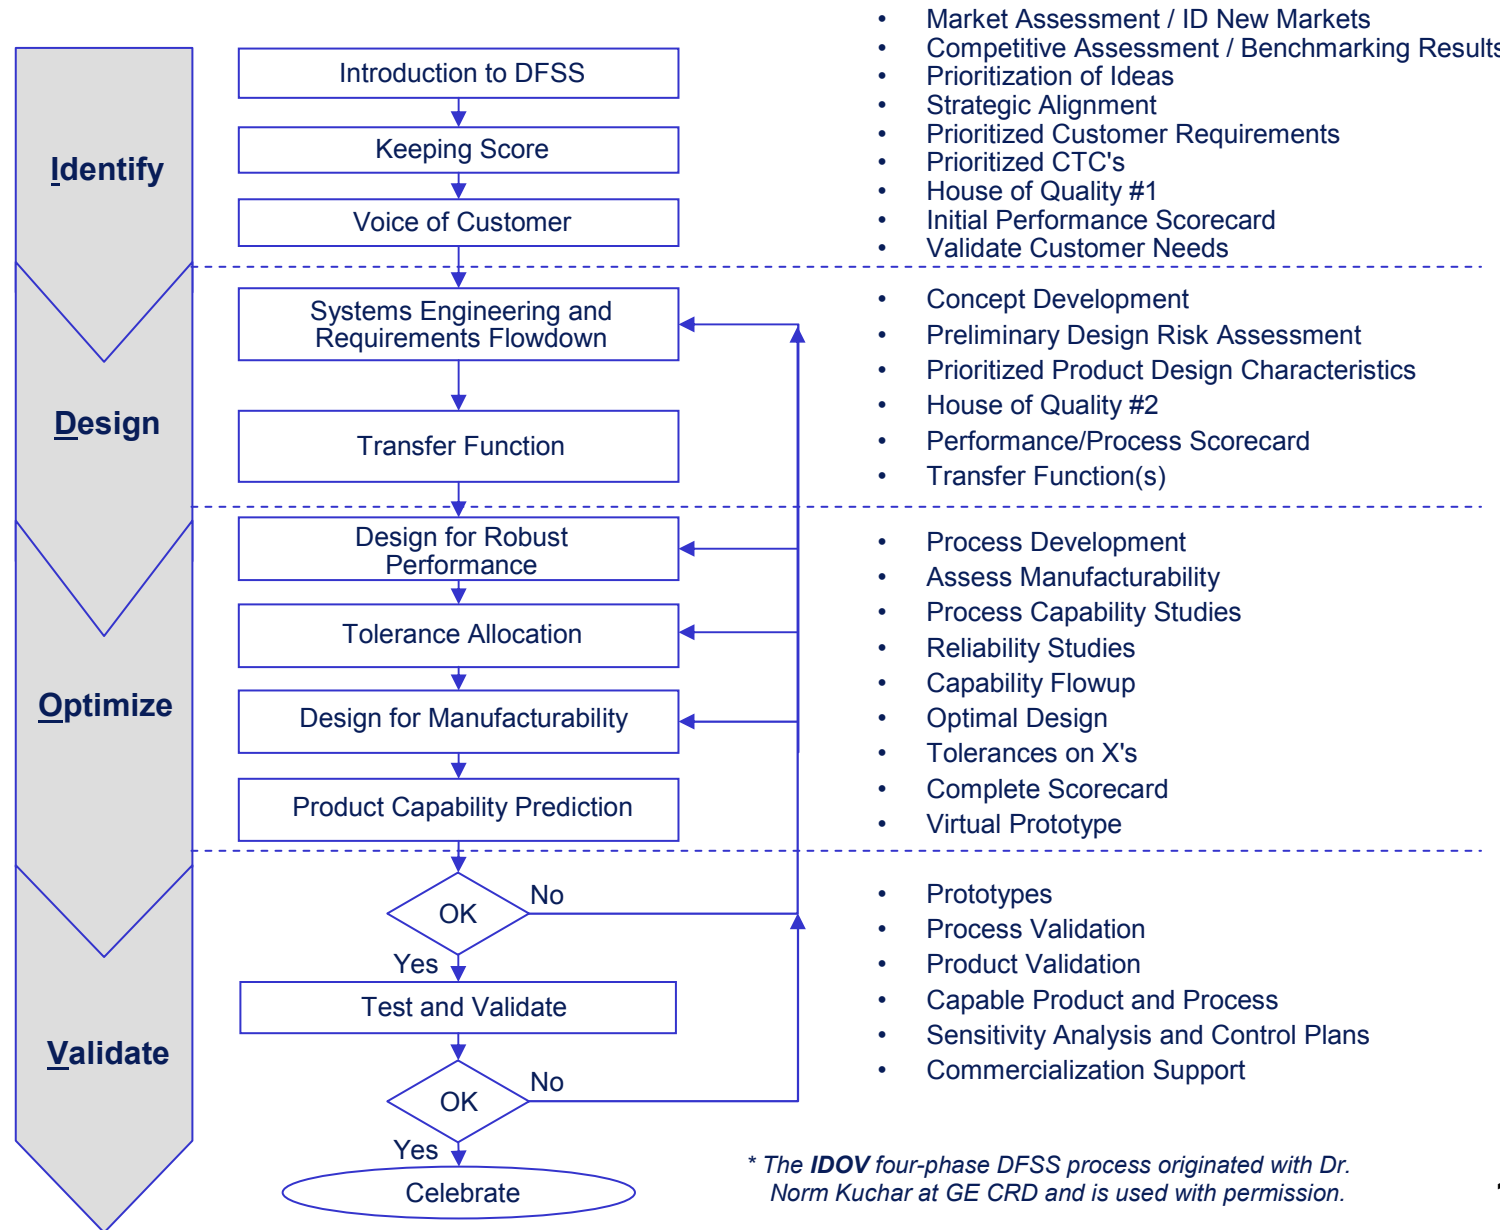 Identify
Introduction to DFSS
Keeping Score
Voice of Customer
• Market Assessment / ID New Markets
• Competitive Assessment / Benchmarking Results
• Prioritization of Ideas
• Strategic Alignment
• Prioritized Customer Requirements
• Prioritized CTC's
• House of Quality #1
• Initial Performance Scorecard
• Validate Customer Needs
Design
Systems Engineering and
Requirements Flowdown
Transfer Function
• Concept Development
• Preliminary Design Risk Assessment
• Prioritized Product Design Characteristics
• House of Quality #2
• Performance/Process Scorecard
• Transfer Function(s)
Optimize
Design for Robust
Performance
Tolerance Allocation
Design for Manufacturability
Product Capability Prediction
• Process Development
• Assess Manufacturability
• Process Capability Studies
• Reliability Studies
• Capability Flowup
• Optimal Design
• Tolerances on X's
• Complete Scorecard
• Virtual Prototype
Validate
OK
No
Yes
Test and Validate
OK
No
Yes
Celebrate
• Prototypes
• Process Validation
• Product Validation
• Capable Product and Process
• Sensitivity Analysis and Control Plans
• Commercialization Support
* The IDOV four-phase DFSS process originated with Dr.
Norm Kuchar at GE CRD and is used with permission.